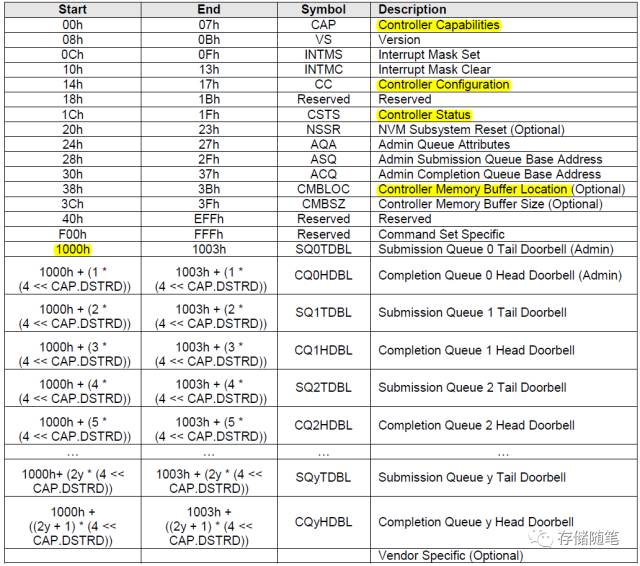 Start End Symbol Description
00h 07h CAP Controller Capabilities
08h 0Bh VS Version
0Ch 0Fh INTMS Interrupt Mask Set
10h 13h INTMC Interrupt Mask Clear
14h 17h CC Controller Configuration
18h 1Bh Reserved Reserved
1Ch 1Fh CSTS Controller Status
20h 23h NSSR NVM Subsystem Reset (Optional)
24h 27h AQA Admin Queue Attributes
28h 2Fh ASQ Admin Submission Queue Base Address
30h 37h ACQ Admin Completion Queue Base Address
38h 3Bh CMBLOC Controller Memory Buffer Location (Optional)
3Ch 3Fh CMBSZ Controller Memory Buffer Size (Optional)
40h EFFh Reserved Reserved
F00h FFFh Reserved Command Set Specific
1000h 1003h SQ0TDBL Submission Queue 0 Tail Doorbell (Admin)
1000h + (1 * 1003h + (1 *
(4 << CAP.DSTRD)) (4 << CAP.DSTRD)) CQ0HDBL Completion Queue 0 Head Doorbell (Admin)
1000h + (2 * 1003h + (2 *
(4 << CAP.DSTRD)) (4 << CAP.DSTRD)) SQ1TDBL Submission Queue 1 Tail Doorbell
1000h + (3 * 1003h + (3 *
(4 << CAP.DSTRD)) (4 << CAP.DSTRD)) CQ1HDBL Completion Queue 1 Head Doorbell
1000h + (4 * 1003h + (4 *
(4 << CAP.DSTRD)) (4 << CAP.DSTRD)) SQ2TDBL Submission Queue 2 Tail Doorbell
1000h + (5 * 1003h + (5 *
(4 << CAP.DSTRD)) (4 << CAP.DSTRD)) CQ2HDBL Completion Queue 2 Head Doorbell
… … … …
1000h+ (2y * (4 << 1003h + (2y * (4 <<
CAP.DSTRD)) CAP.DSTRD)) SQyTDBL Submission Queue y Tail Doorbell
1000h + 1003h +
((2y + 1) * (4 << ((2y + 1) * (4 << CQyHDBL Completion Queue y Head Doorbell
CAP.DSTRD)) CAP.DSTRD))
Vendor Specific (Optional)
存储随笔